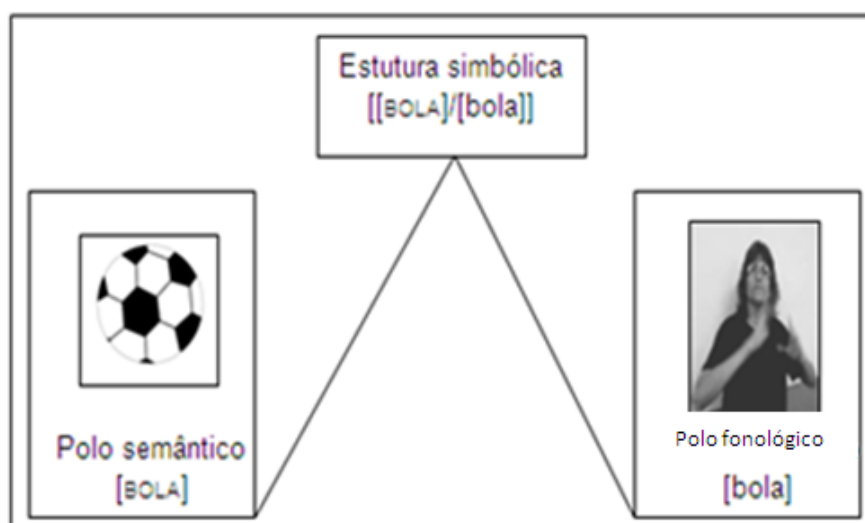 Estutura simbólica
[[BOLA]/[bola]]
Polo semântico
[BOLA]
Polo fonológico
[bola]